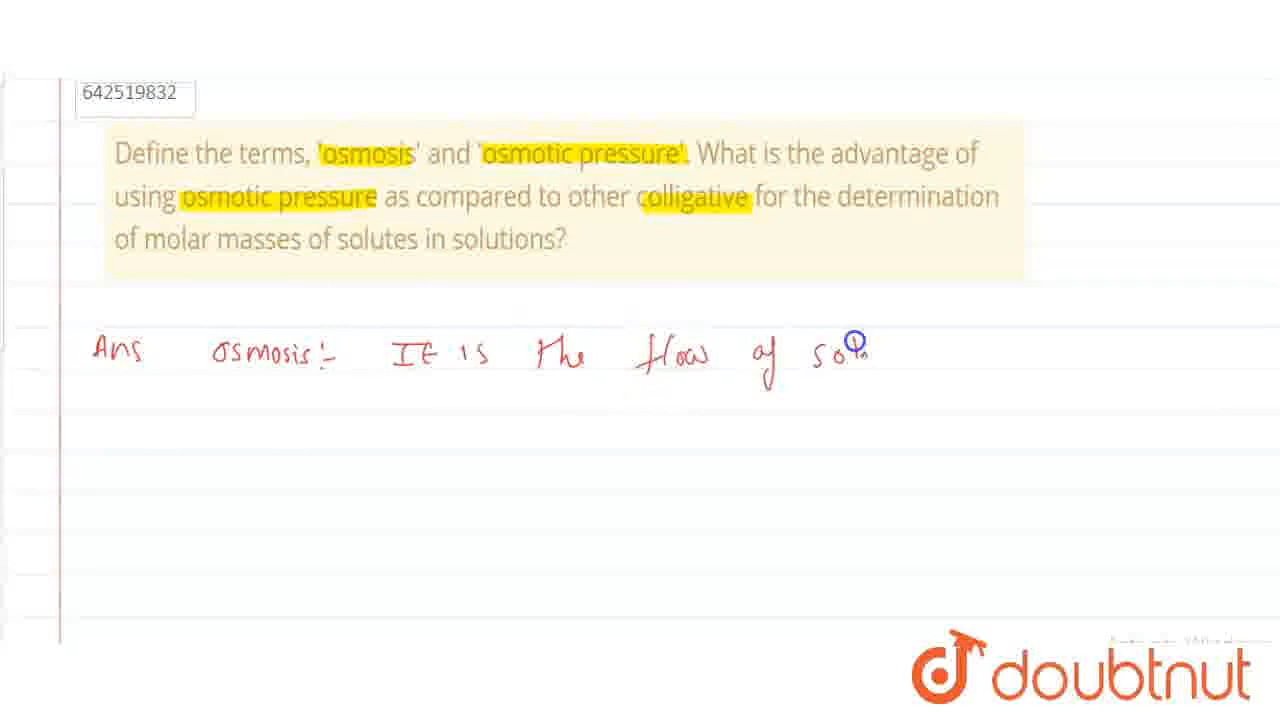 642519832
Define the terms, 'osmosis' and 'osmotic pressure'. What is the advantage of
using osmotic pressure as compared to other colligative for the determination
of molar masses of solutes in solutions?
Ans osmosis:- It is the flow of
doubtnut